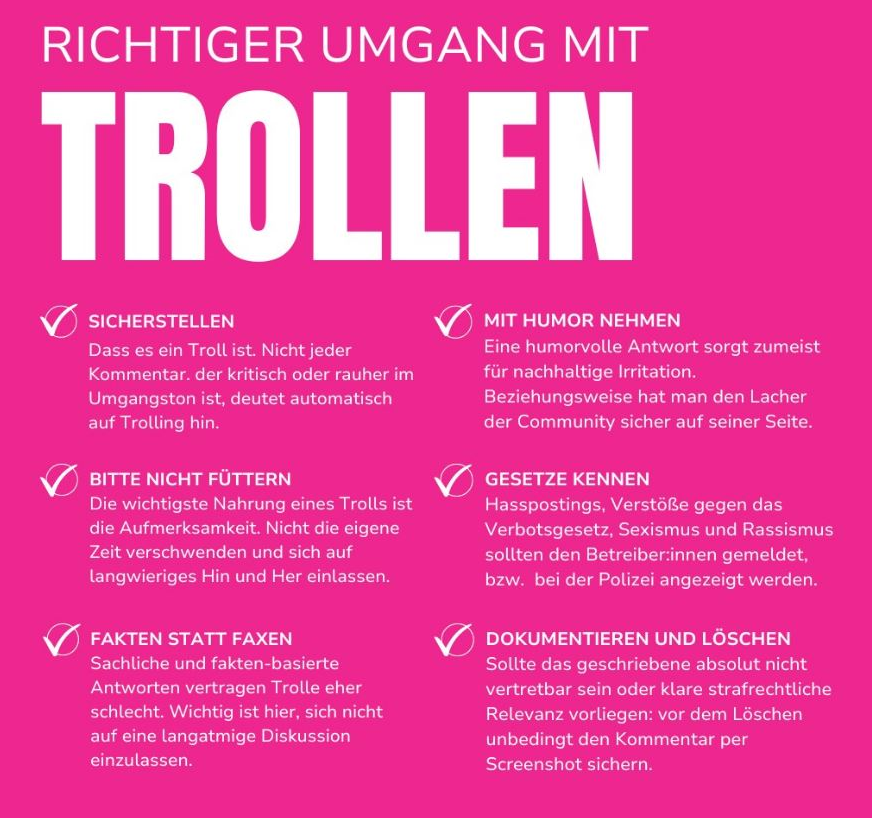 RICHTIGER UMGANG MIT
TROLLEN
SICHERSTELLEN
Dass es ein Troll ist. Nicht jeder
Kommentar. der kritisch oder rauher im
Umgangston ist, deutet automatisch
auf Trolling hin.
BITTE NICHT FÜTTERN
Die wichtigste Nahrung eines Trolls ist
die Aufmerksamkeit. Nicht die eigene
Zeit verschwenden und sich auf
langwieriges Hin und Her einlassen.
FAKTEN STATT FAXEN
Sachliche und fakten-basierte
Antworten vertragen Trolle eher
schlecht. Wichtig ist hier, sich nicht
auf eine langatmige Diskussion
einzulassen.
MIT HUMOR NEHMEN
Eine humorvolle Antwort sorgt zumeist
für nachhaltige Irritation.
Beziehungsweise hat man den Lacher
der Community sicher auf seiner Seite.
GESETZE KENNEN
Hasspostings, Verstöße gegen das
Verbotsgesetz, Sexismus und Rassismus
sollten den Betreiber:innen gemeldet,
bzw.  bei der Polizei angezeigt werden.
DOKUMENTIEREN UND LÖSCHEN
Sollte das geschriebene absolut nicht
vertretbar sein oder klare strafrechtliche
Relevanz vorliegen: vor dem Löschen
unbedingt den Kommentar per
Screenshot sichern.